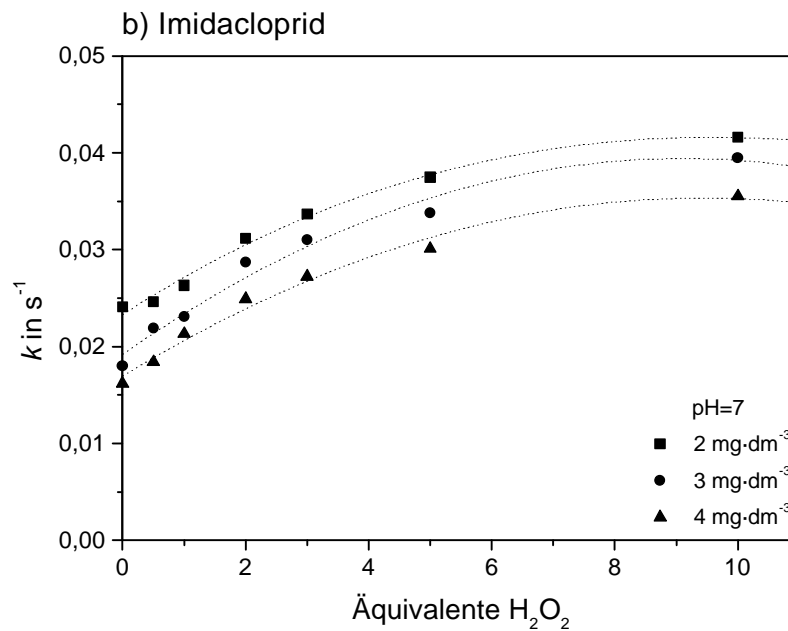 b) Imidacloprid
0,05
0,04
0,03
0,02
0,01
0,00
k in s⁻¹
0 2 4 6 8 10
Äquivalente H₂O₂
pH=7
2 mg·dm⁻³
3 mg·dm⁻³
4 mg·dm⁻³